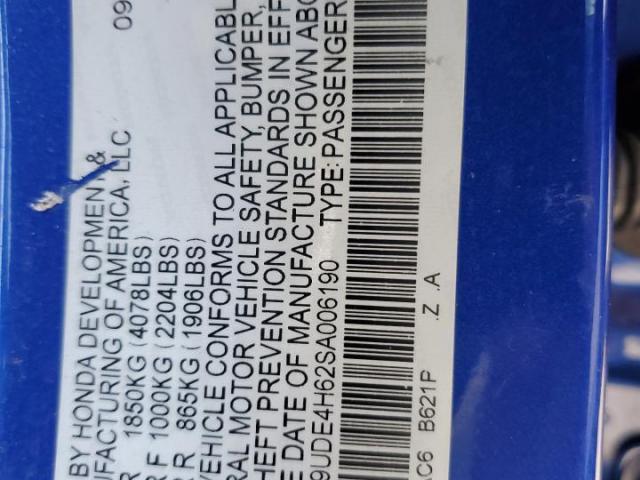 BY HONDA DEVELOPMENT &
UFACTURING OF AMERICA, LLC 09
R 1850KG (4078LBS)
R F 1000KG (2204LBS)
R R 865KG (1906LBS)
VEHICLE CONFORMS TO ALL APPLICABL
RAL MOTOR VEHICLE SAFETY, BUMPER,
HEFT PREVENTION STANDARDS IN EFF
E DATE OF MANUFACTURE SHOWN ABO
9UDE4H62SA006190 TYPE: PASSENGER
AC6 B621P .Z .A